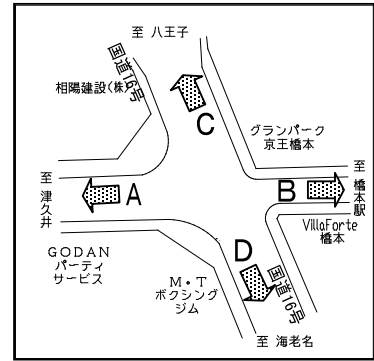 至 八王子
国道16号
相陽建設(株)
C
グランパーク
京王橋本
至
津
久
井
A
B
至
橋
本
駅
VillaForte
橋本
GODAN
パーティ
サービス
D
M・T
ボクシング
ジム
国道16号
至 海老名